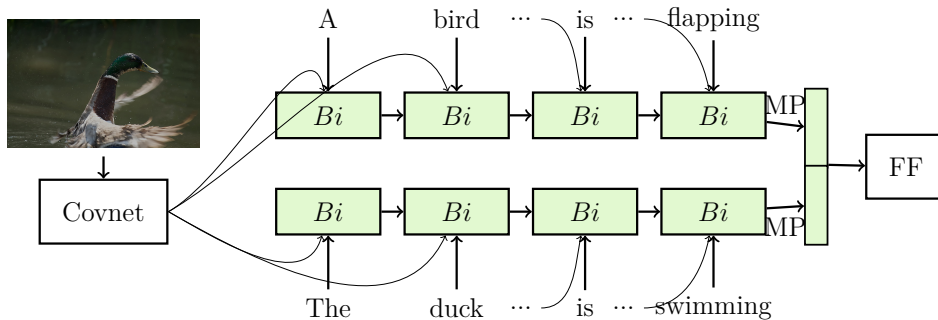 A bird ... is ... flapping
Bi Bi Bi Bi
MP
Covnet
FF
Bi Bi Bi Bi
MP
The duck ... is ... swimming